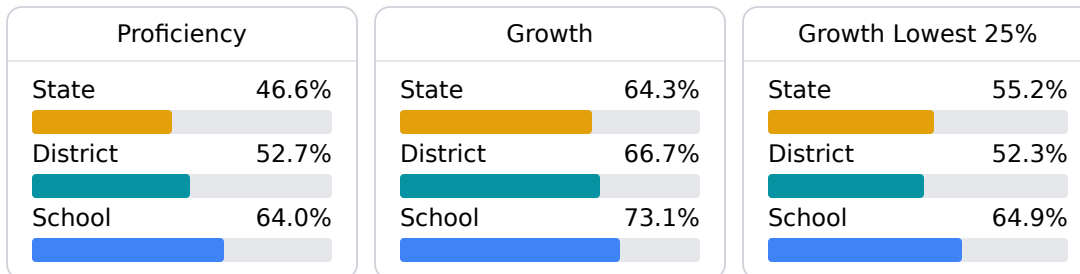 Proficiency
State 46.6%
District 52.7%
School 64.0%
Growth
State 64.3%
District 66.7%
School 73.1%
Growth Lowest 25%
State 55.2%
District 52.3%
School 64.9%